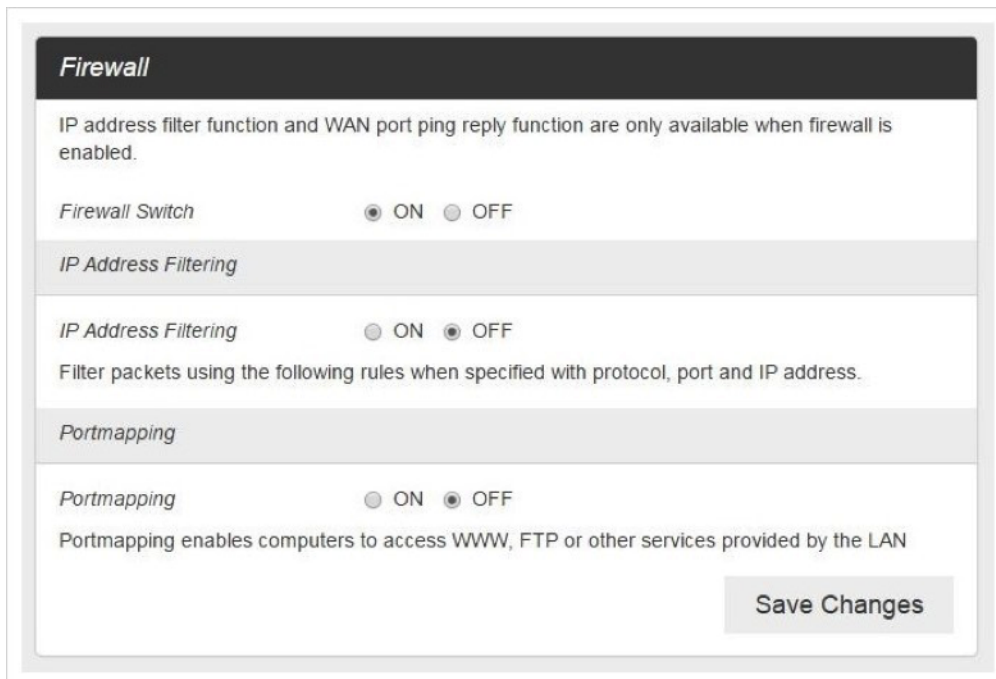 Firewall
IP address filter function and WAN port ping reply function are only available when firewall is
enabled.
Firewall Switch ON OFF
IP Address Filtering
IP Address Filtering ON OFF
Filter packets using the following rules when specified with protocol, port and IP address.
Portmapping
Portmapping ON OFF
Portmapping enables computers to access WWW, FTP or other services provided by the LAN
Save Changes